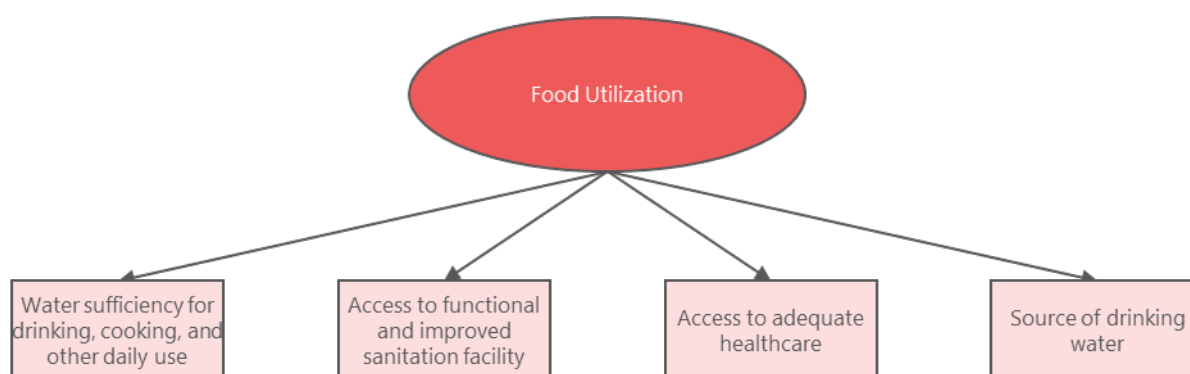 Food Utilization
Water sufficiency for
drinking, cooking, and
other daily use
Access to functional
and improved
sanitation facility
Access to adequate
healthcare
Source of drinking
water